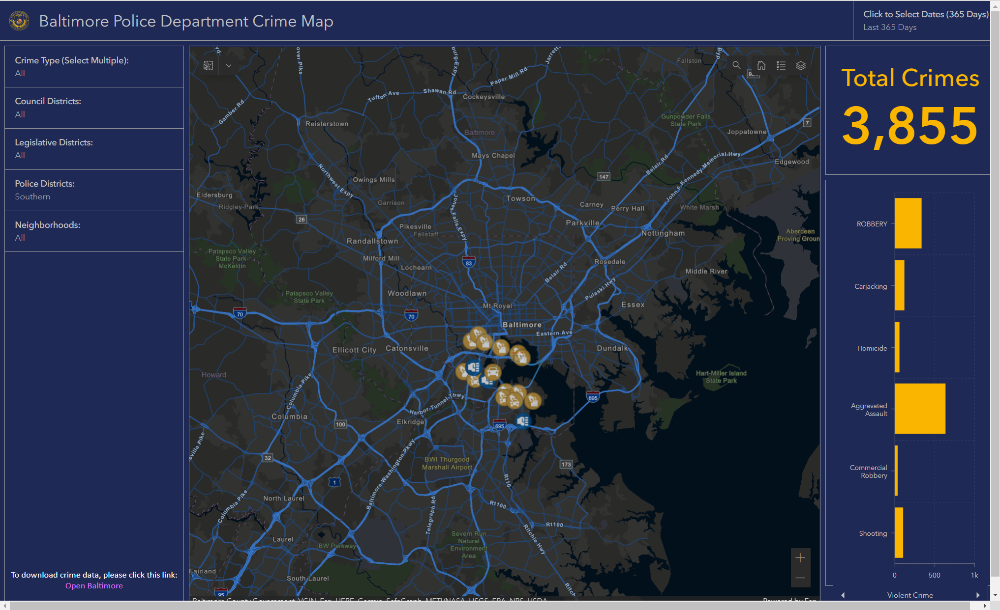 Baltimore Police Department Crime Map
Click to Select Dates (365 Days)
Last 365 Days
Crime Type (Select Multiple):
All
Council Districts:
All
Legislative Districts:
All
Police Districts:
Southern
Neighborhoods:
All
To download crime data, please click this link:
Open Baltimore
Total Crimes
3,855
ROBBERY
Carjacking
Homicide
Aggravated
Assault
Commercial
Robbery
Shooting
0
500
1k
Violent Crime
Jarrett
Fallston
Paper Mill Rd
Shawan Rd
Tufton Ave
Cockeysville
Gamber Rd
Reisterstown
Baltimore
Gunpowder Falls
State Park
7
Joppatowne
Mays Chapel
John F Kennedy Memorial Hwy
Edgewood
Belair Rd
Northwest Expy
Owings Mills
147
Eldersburg
Garrison
Jones Falls Expy
Towson
Carney
Perry Hall
White Marsh
Ridgely Park
26
Pikesville
Fallstaff
Parkville
Nottingham
Aberdeen
Proving Groun
Randallstown
Patapsco Valley
State Park-
McKeldin
Milford Mill
83
Lochearn
Rosedale
Belair Rd
Middle River
Pulaski Hwy
Patapsco Valley
State Park
Woodlawn
Mt Royal
Essex
70
70
Baltimore
Eastern Ave
Ellicott City
Catonsville
Dundalk
Howard
Hart-Miller Island
State Park
Columbia Pike
Harbor Tunnel Thwy
695
Columbia
100
Elkridge
695
32
Baltimore Washington Pkwy
BWI Thurgood
Marshall Airport
173
1
Rt10
North Laurel
Columbia Pike
Telegraph Rd
Rt100
Rt100
Ritchie Hwy
Laurel
BW Parkway
Severn Run
Natural
Environment
Area
Fairland
South Laurel
95
Ritc
Baltimore County Government, VGIN, Esri, HERE, Garmin, SafeGraph, METI/NASA, USGS, EPA, NPS, USDA
Powered by Esri